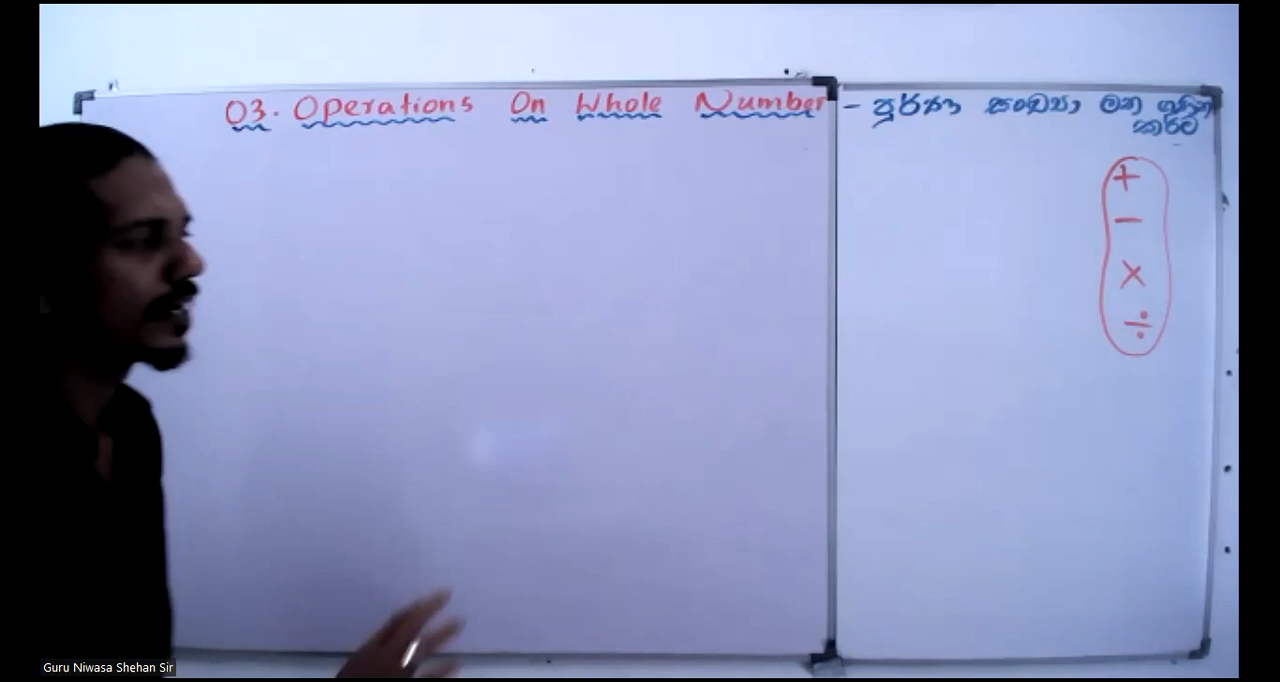 03. Operations On Whole Number - පූර්ණ සංඛ්‍යා මත ගණිත
කර්ම
+
-
×
÷
Guru Niwasa Shehan Sir